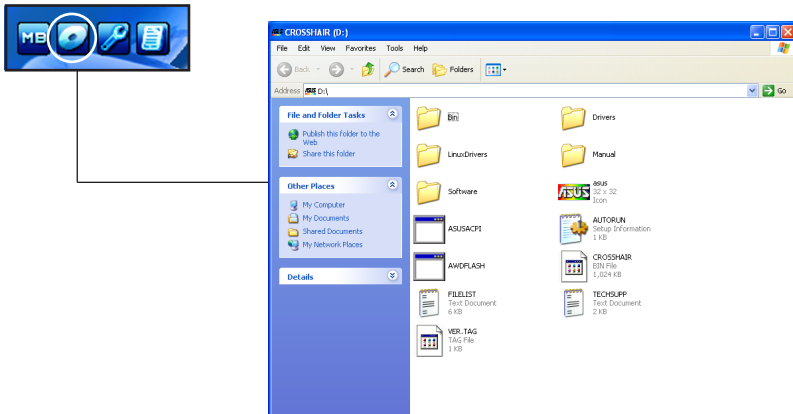 MB
CROSSHAIR (D:)
File Edit View Favorites Tools Help
Back Search Folders
Address D:\ Go
File and Folder Tasks
Publish this folder to the
Web
Share this folder
Other Places
My Computer
My Documents
Shared Documents
My Network Places
Details
Bin
Drivers
LinuxDrivers
Manual
Software
ASUS
asus
32 x 32
Icon
ASUSACPI
AUTORUN
Setup Information
1 KB
AWDFLASH
CROSSHAIR
BIN File
1,024 KB
FILELIST
Text Document
6 KB
TECHSUPP
Text Document
2 KB
VER.TAG
TAG File
1 KB